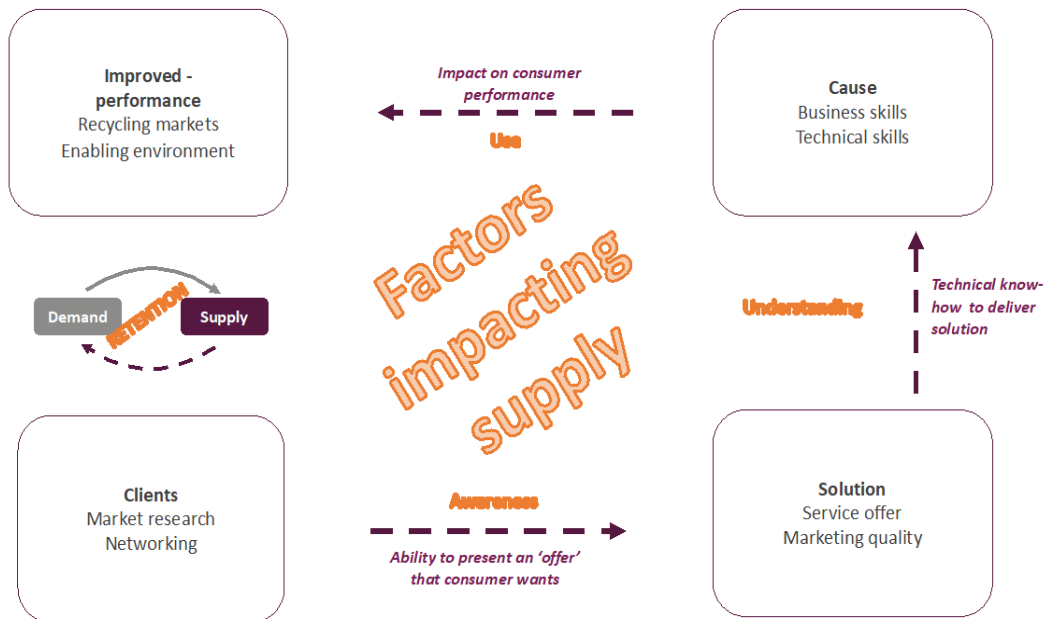 Improved -
performance
Recycling markets
Enabling environment
Impact on consumer
performance
Use
Cause
Business skills
Technical skills
Factors
impacting
supply
Demand
RETENTION
Supply
Understanding
Technical know-
how to deliver
solution
Clients
Market research
Networking
Awareness
Ability to present an ‘offer’
that consumer wants
Solution
Service offer
Marketing quality